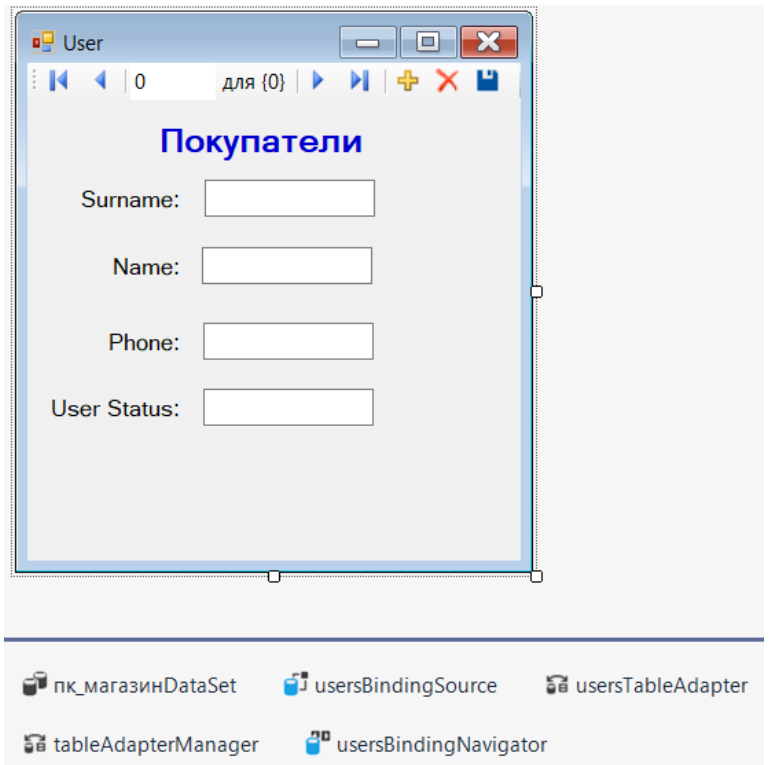 User
0 для {0}
Покупатели
Surname:
Name:
Phone:
User Status:
пк_магазинDataSet usersBindingSource usersTableAdapter
tableAdapterManager usersBindingNavigator